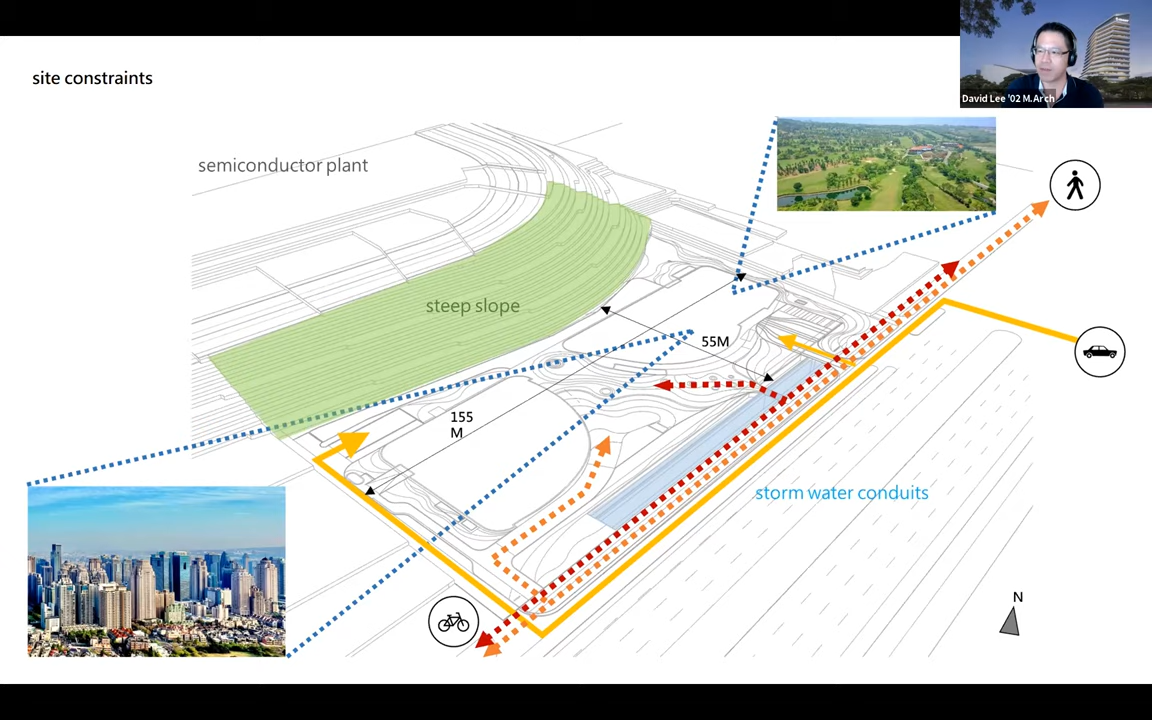 site constraints
David Lee '02 M.Arch
semiconductor plant
steep slope
55M
155
M
storm water conduits
N